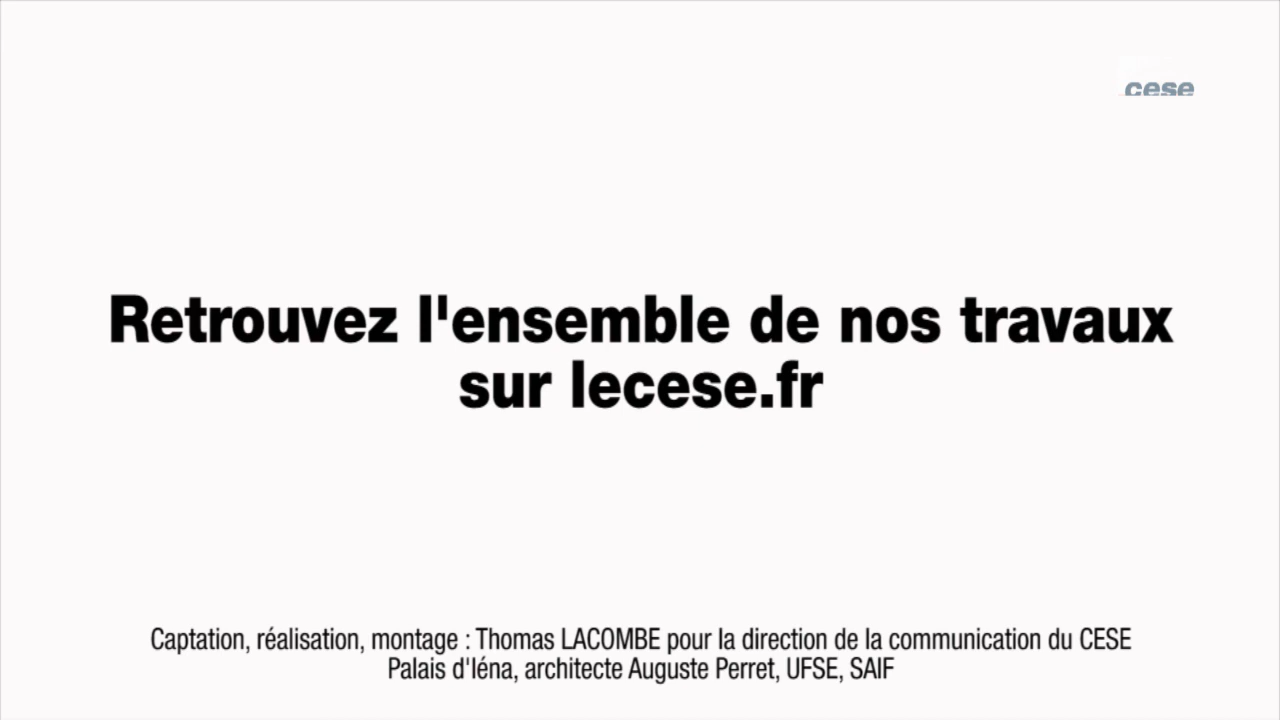 cese
Retrouvez l'ensemble de nos travaux
sur lecese.fr
Captation, réalisation, montage : Thomas LACOMBE pour la direction de la communication du CESE
Palais d'Iéna, architecte Auguste Perret, UFSE, SAIF